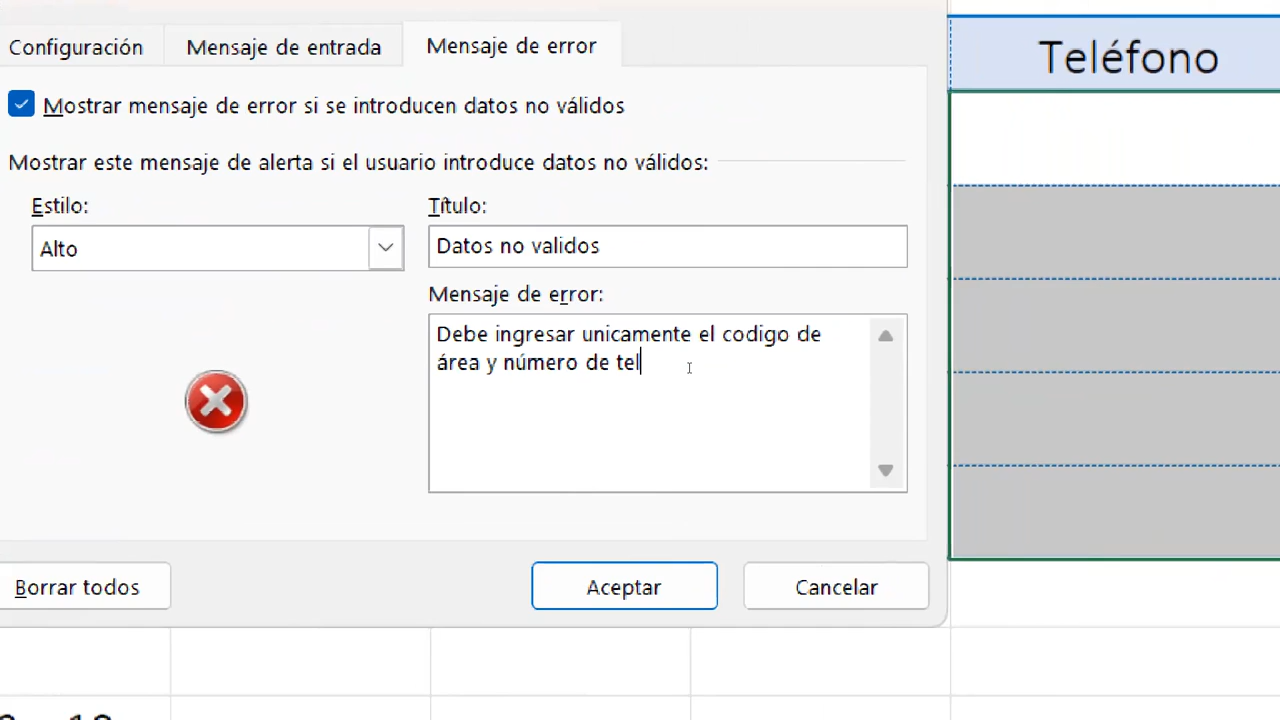 Configuración
Mensaje de entrada
Mensaje de error
Teléfono
Mostrar mensaje de error si se introducen datos no válidos
Mostrar este mensaje de alerta si el usuario introduce datos no válidos:
Estilo:
Título:
Alto
Datos no validos
Mensaje de error:
Debe ingresar unicamente el codigo de
área y número de tel
Borrar todos
Aceptar
Cancelar